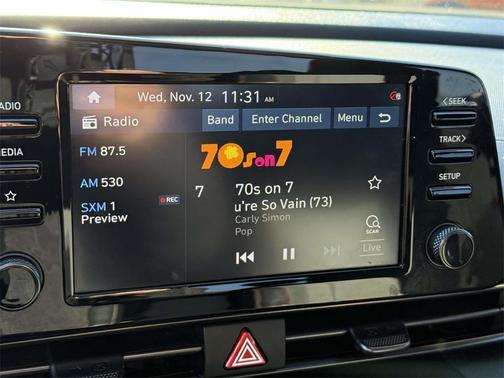 Wed, Nov. 12 11:31 AM
Radio Band Enter Channel Menu
FM 87.5
AM 530
SXM 1
Preview
REC
70s on 7
7 70s on 7
u're So Vain (73)
Carly Simon
Pop
SCAN
Live
RADIO
MEDIA
SEEK
TRACK
SETUP